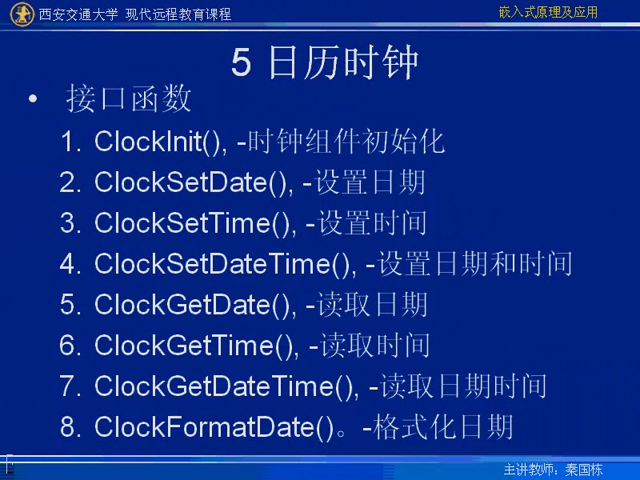 西安交通大学 现代远程教育课程
嵌入式原理及应用
5 日历时钟
• 接口函数
1. ClockInit(), -时钟组件初始化
2. ClockSetDate(), -设置日期
3. ClockSetTime(), -设置时间
4. ClockSetDateTime(), -设置日期和时间
5. ClockGetDate(), -读取日期
6. ClockGetTime(), -读取时间
7. ClockGetDateTime(), -读取日期时间
8. ClockFormatDate()。-格式化日期
主讲教师：秦国栋